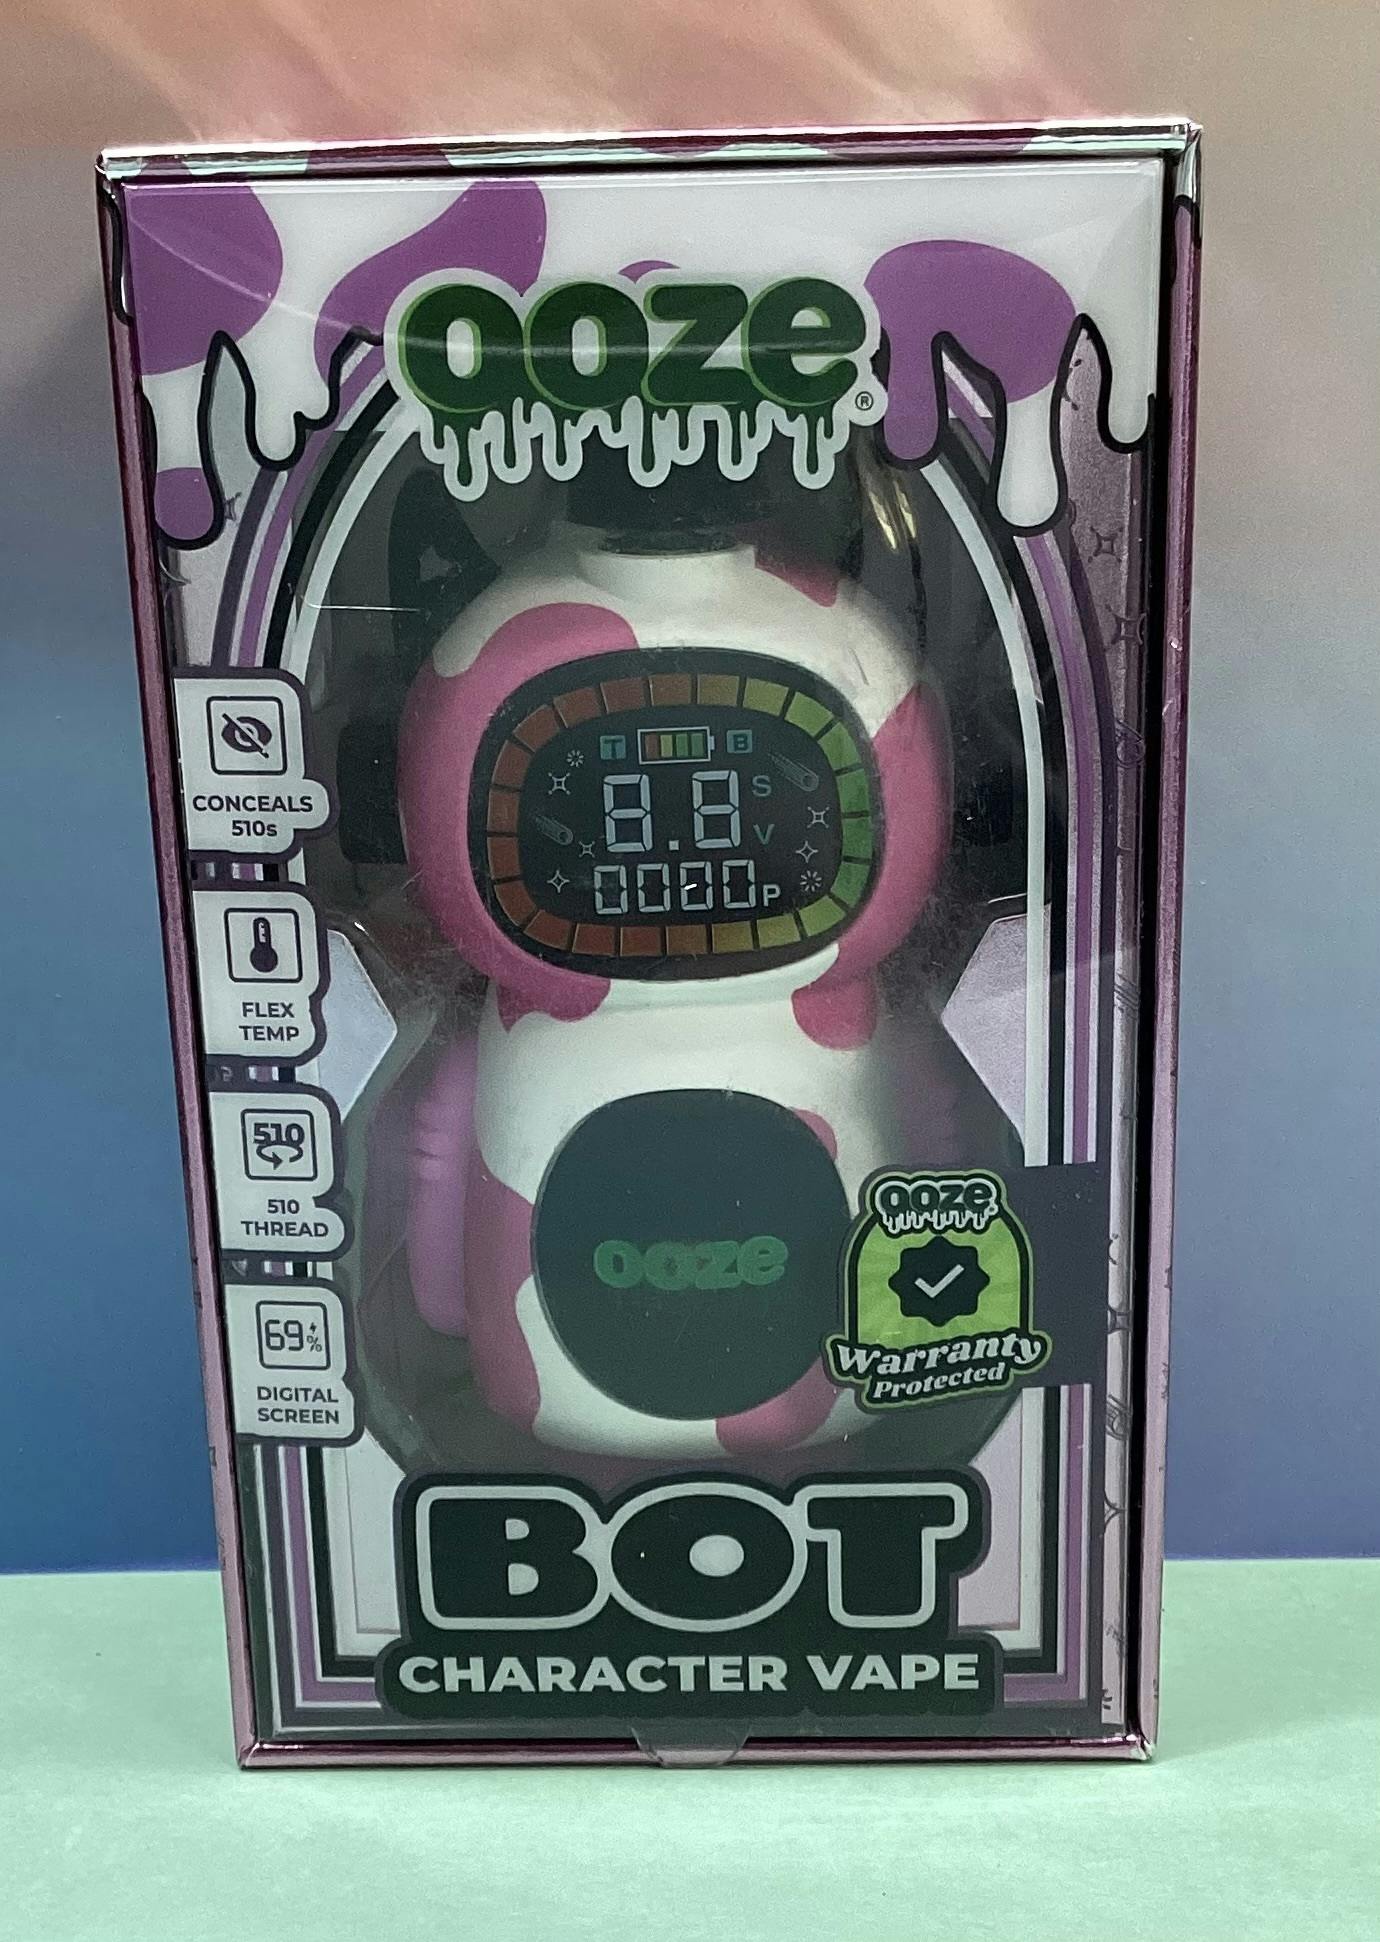 ooze®
T B
8.8 S
V
0000P
CONCEALS
510s
FLEX
TEMP
510
510
THREAD
69%
DIGITAL
SCREEN
ooze
ooze
Warranty
Protected
BOT
CHARACTER VAPE